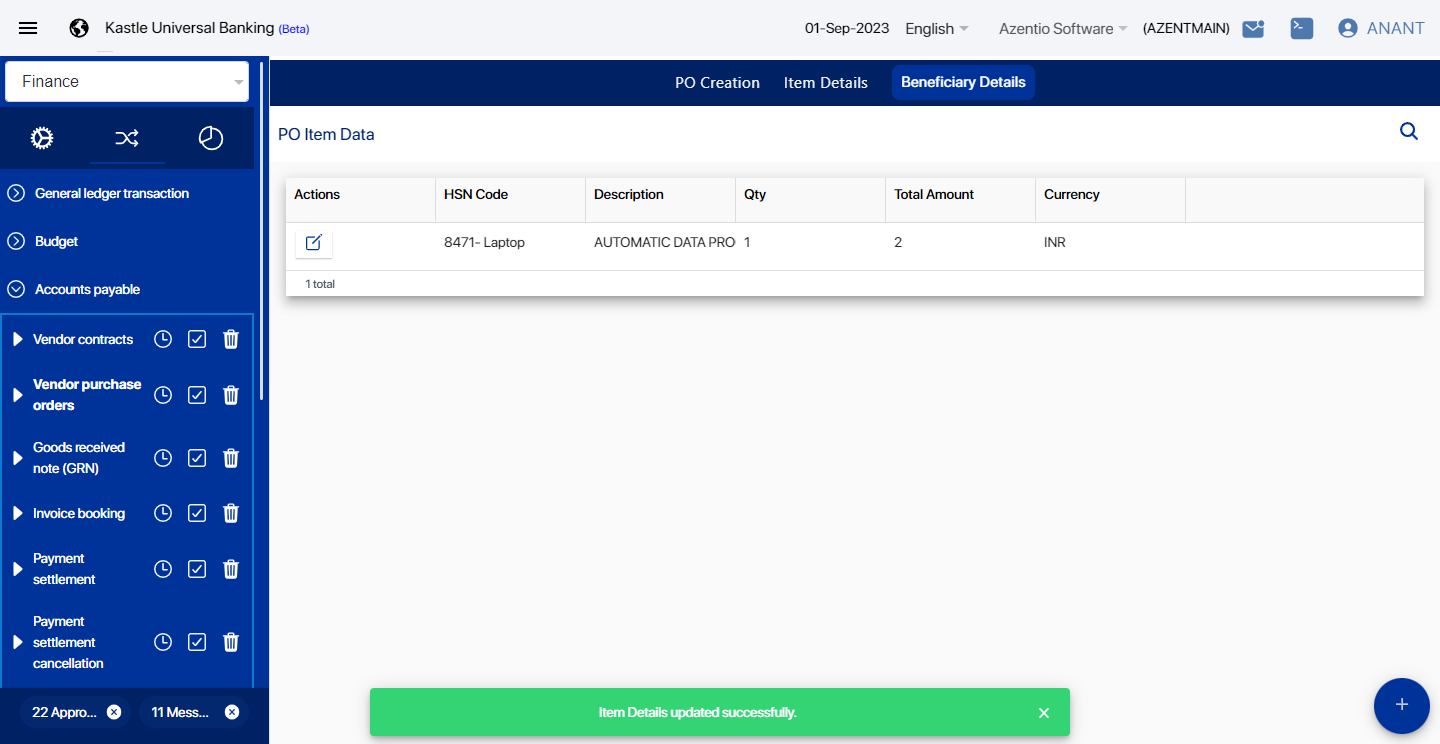 Kastle Universal Banking (Beta)
01-Sep-2023 English Azentio Software (AZENTMAIN) ANANT
Finance
PO Creation Item Details Beneficiary Details
PO Item Data
General ledger transaction
Budget
Accounts payable
Vendor contracts
Vendor purchase
orders
Goods received
note (GRN)
Invoice booking
Payment
settlement
Payment
settlement
cancellation
22 Appro... 11 Mess...
Actions HSN Code Description Qty Total Amount Currency
8471- Laptop AUTOMATIC DATA PRO 1 2 INR
1 total
Item Details updated successfully.